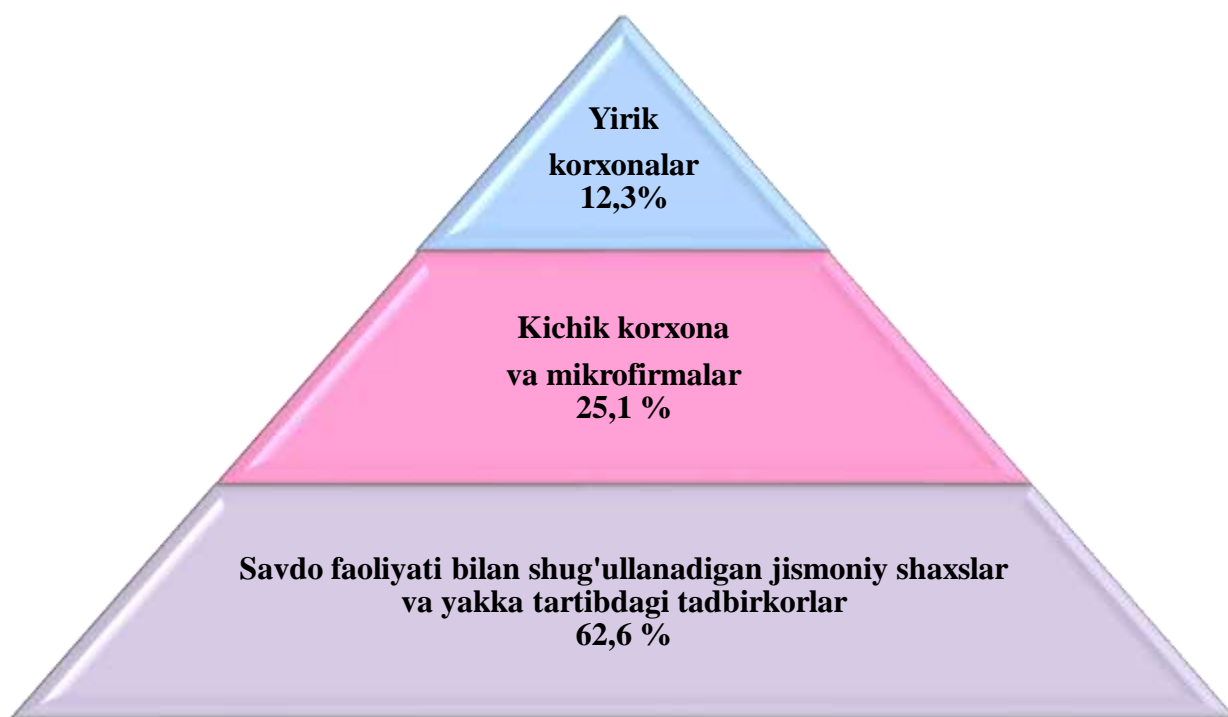 Yirik
korxonalar
12,3%
Kichik korxona
va mikrofirmalar
25,1 %
Savdo faoliyati bilan shug'ullanadigan jismoniy shaxslar
va yakka tartibdagi tadbirkorlar
62,6 %